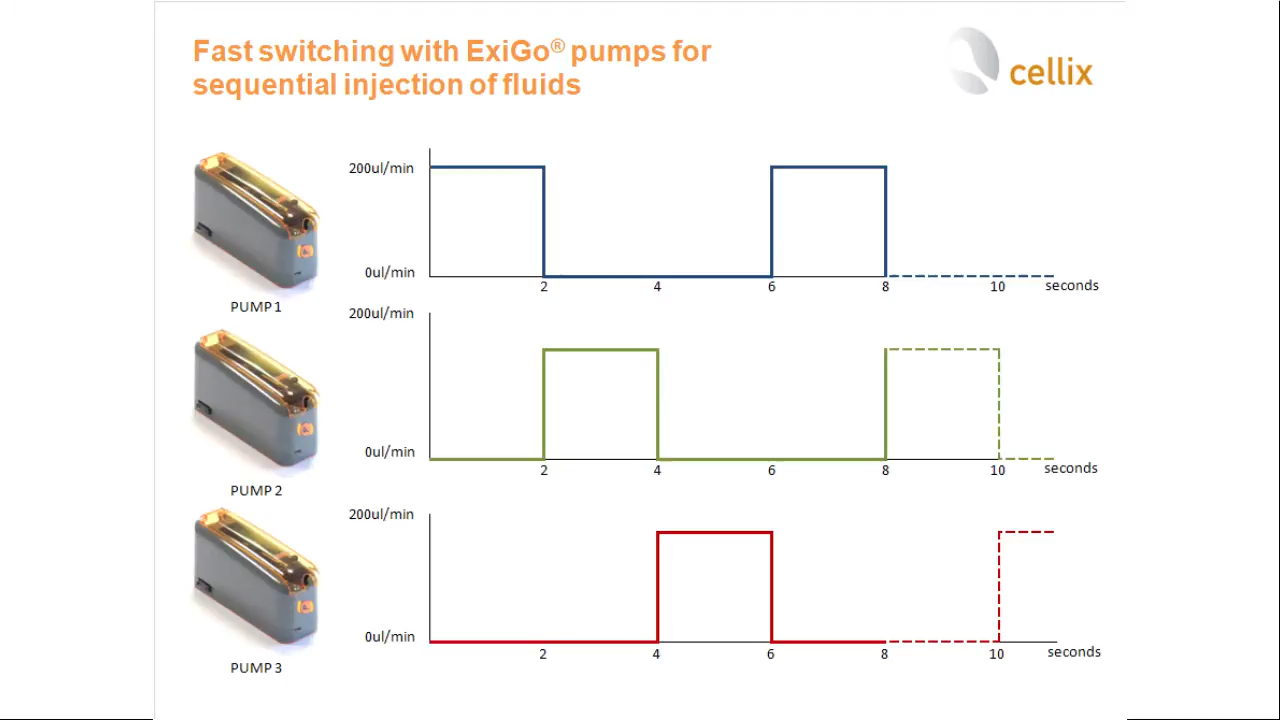 Fast switching with ExiGo® pumps for
sequential injection of fluids
cellix
200ul/min
0ul/min
2 4 6 8 10 seconds
PUMP 1
200ul/min
0ul/min
2 4 6 8 10 seconds
PUMP 2
200ul/min
0ul/min
2 4 6 8 10 seconds
PUMP 3